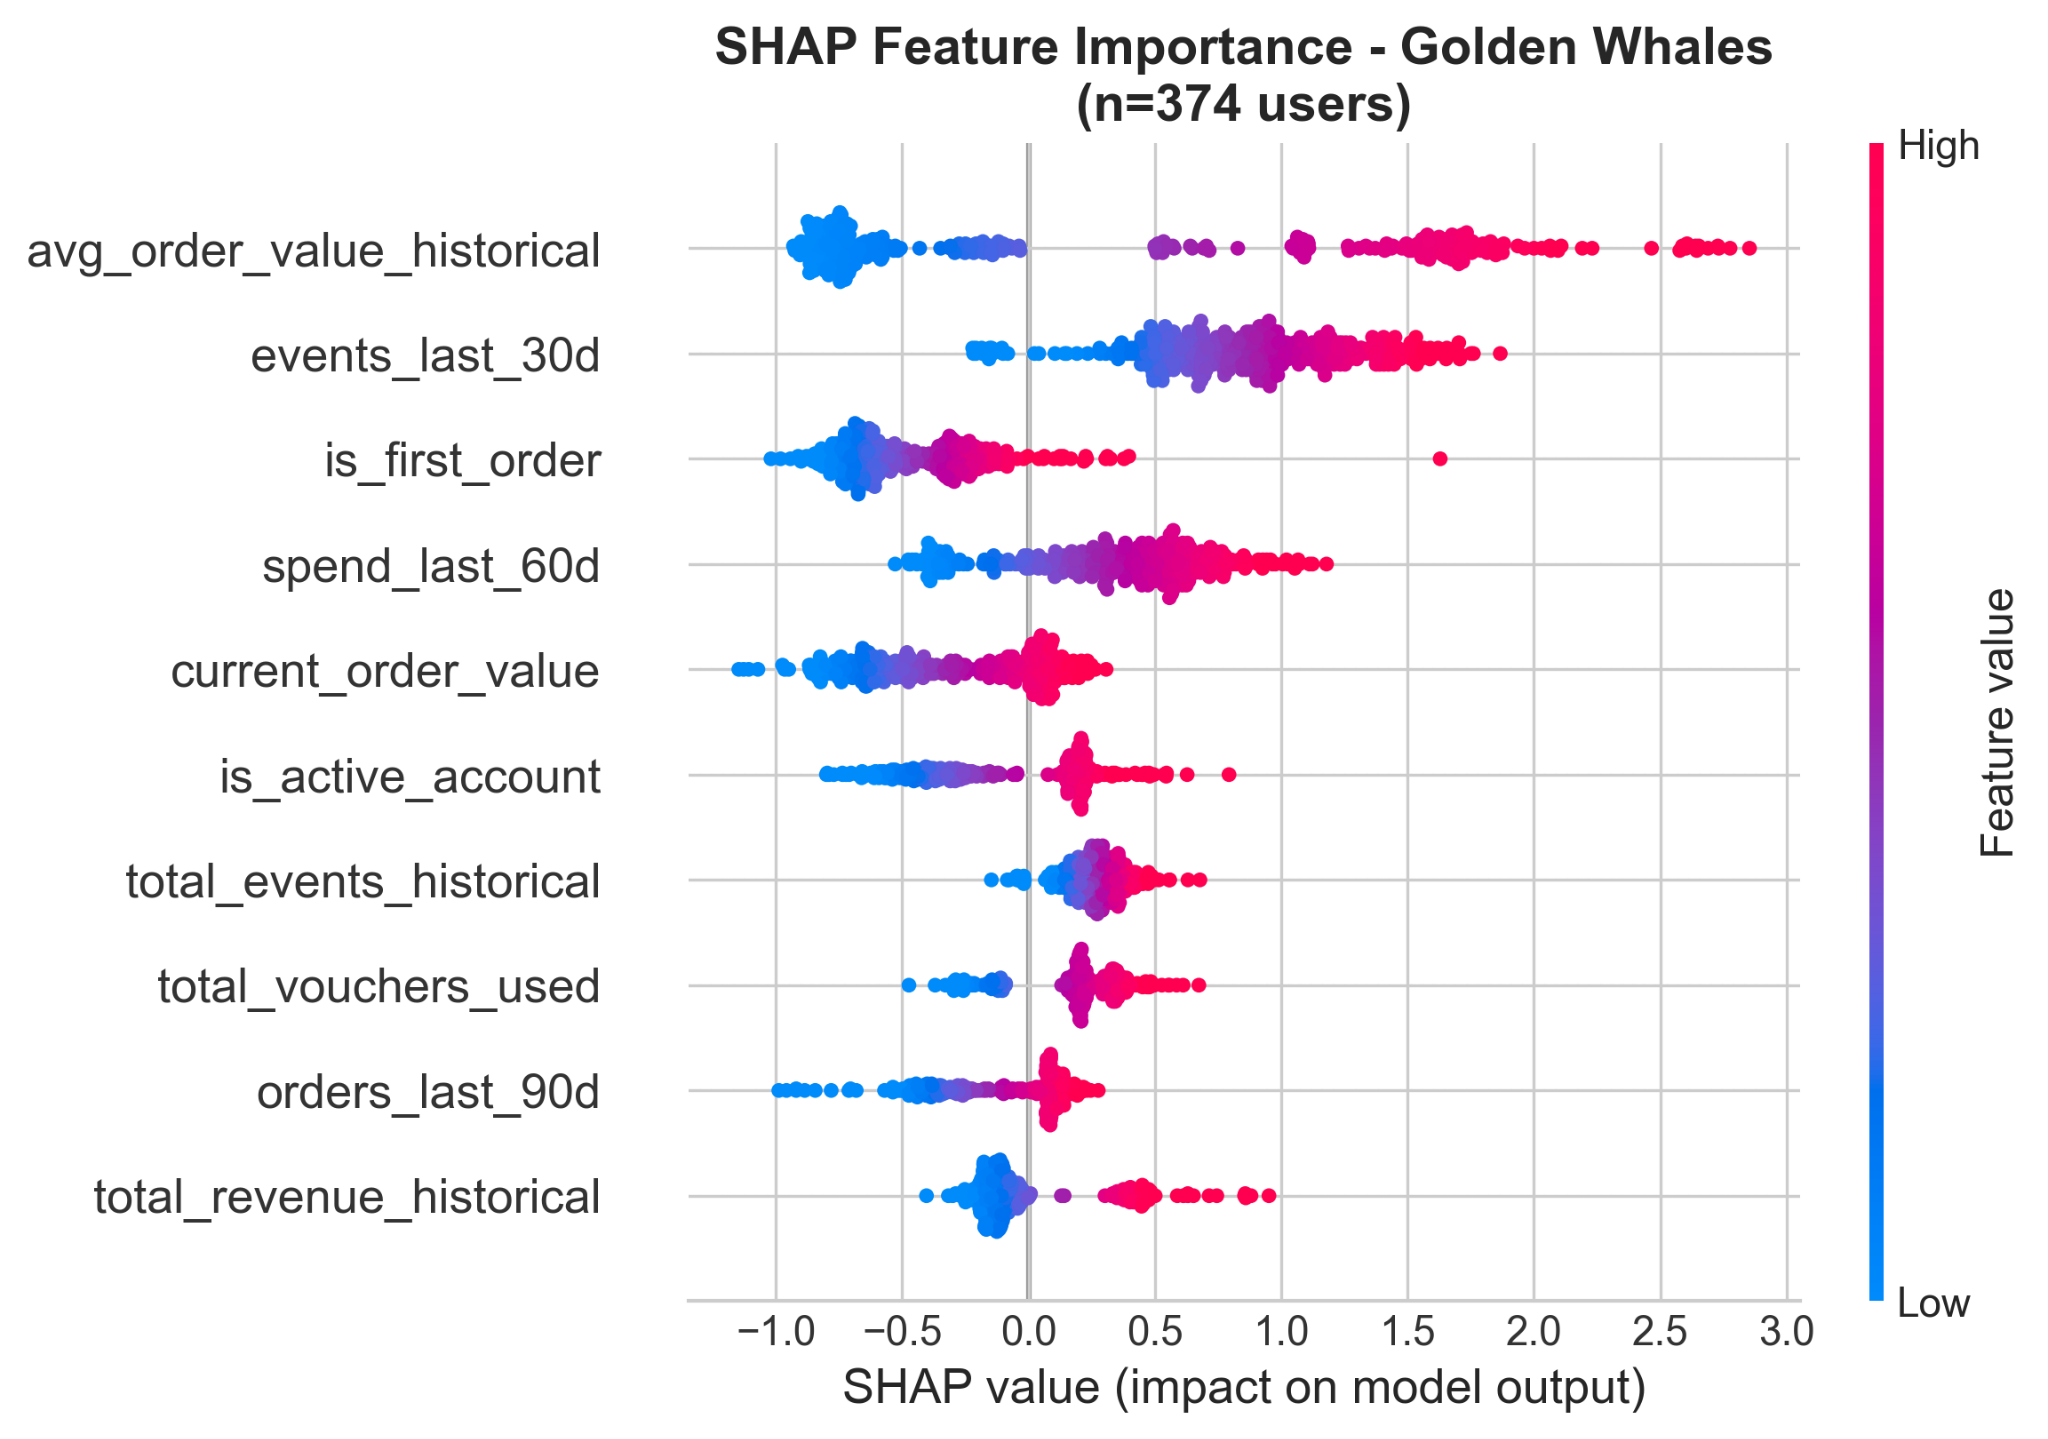 SHAP Feature Importance - Golden Whales
(n=374 users)
High
avg_order_value_historical
events_last_30d
is_first_order
spend_last_60d
current_order_value
is_active_account
total_events_historical
total_vouchers_used
orders_last_90d
total_revenue_historical
Feature value
Low
−1.0 −0.5 0.0 0.5 1.0 1.5 2.0 2.5 3.0
SHAP value (impact on model output)